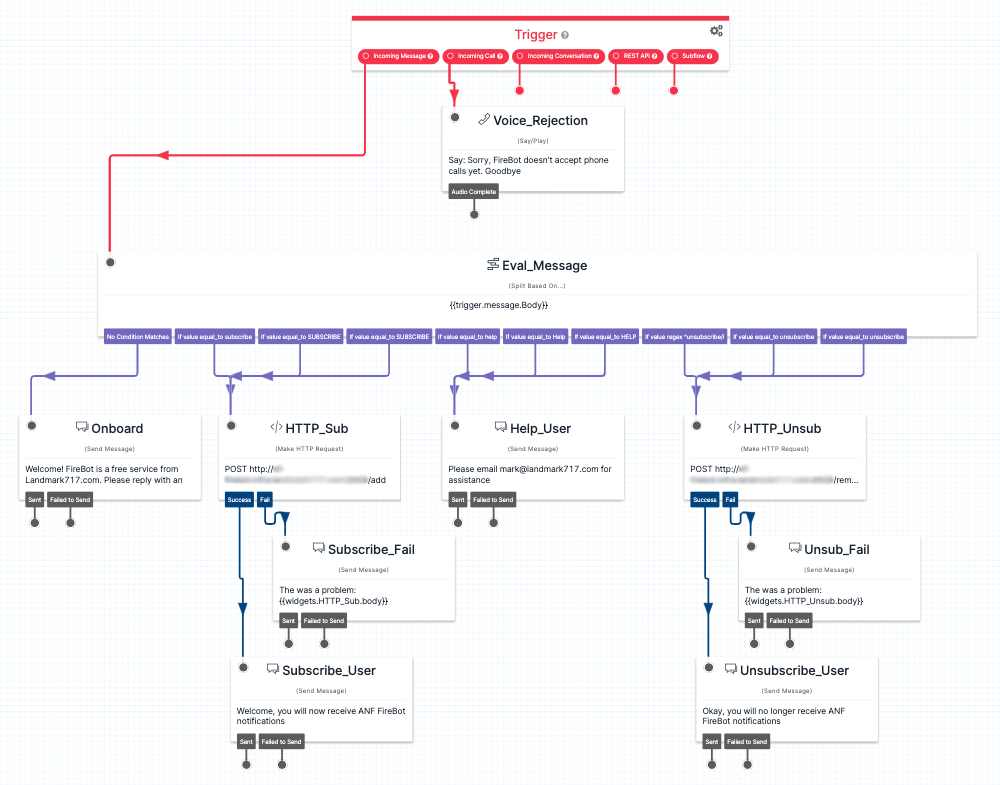 Trigger
Incoming Message
Incoming Call
Incoming Conversation
REST API
Subflow
Voice_Rejection
(Say/Play)
Say: Sorry, FireBot doesn't accept phone
calls yet. Goodbye
Audio Complete
Eval_Message
(Split Based On...)
{{trigger.message.Body}}
No Condition Matches
If value equal_to subscribe
If value equal_to SUBSCRIBE
If value equal_to SUBSCRIBE
If value equal_to help
If value equal_to Help
If value equal_to HELP
If value regex ^unsubscribe/i
If value equal_to unsubscribe
If value equal_to unsubscribe
Onboard
(Send Message)
Welcome! FireBot is a free service from
Landmark717.com. Please reply with an
Sent
Failed to Send
HTTP_Sub
(Make HTTP Request)
POST http://
/add
Success
Fail
Help_User
(Send Message)
Please email mark@landmark717.com for
assistance
Sent
Failed to Send
HTTP_Unsub
(Make HTTP Request)
POST http://
/rem...
Success
Fail
Subscribe_Fail
(Send Message)
The was a problem:
{{widgets.HTTP_Sub.body}}
Sent
Failed to Send
Unsub_Fail
(Send Message)
The was a problem:
{{widgets.HTTP_Unsub.body}}
Sent
Failed to Send
Subscribe_User
(Send Message)
Welcome, you will now receive ANF FireBot
notifications
Sent
Failed to Send
Unsubscribe_User
(Send Message)
Okay, you will no longer receive ANF
FireBot notifications
Sent
Failed to Send